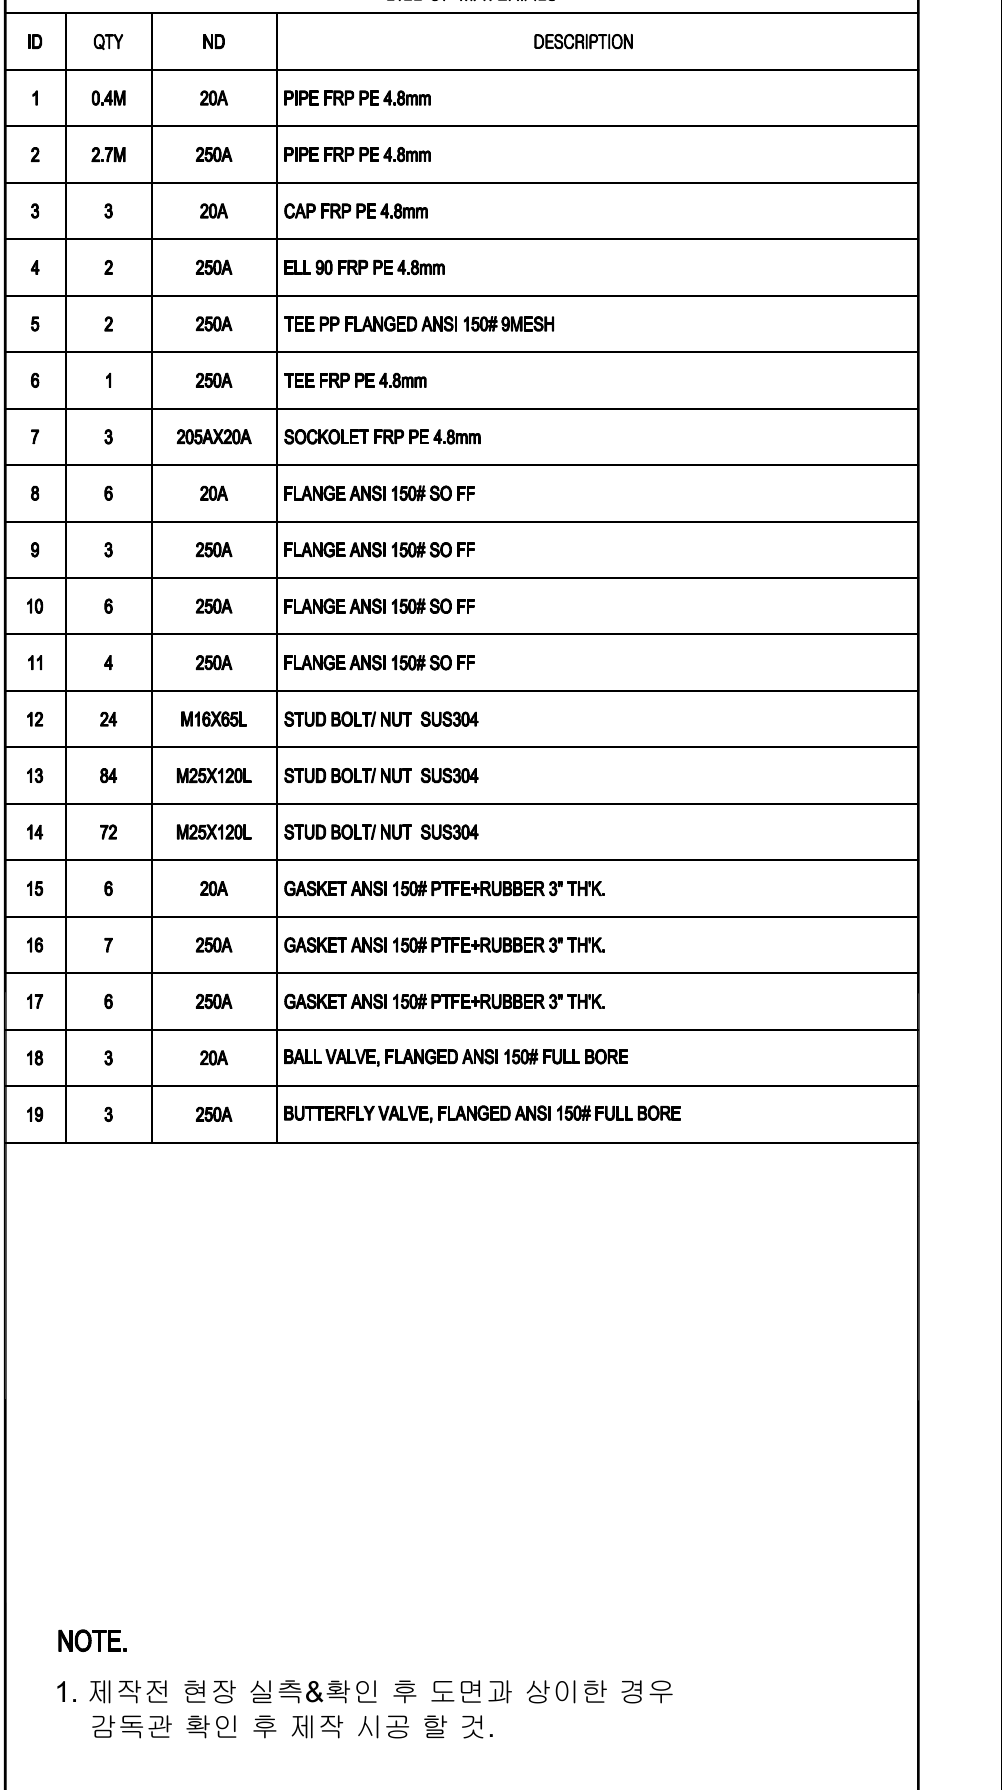 ID QTY ND DESCRIPTION
1 0.4M 20A PIPE FRP PE 4.8mm
2 2.7M 250A PIPE FRP PE 4.8mm
3 3 20A CAP FRP PE 4.8mm
4 2 250A ELL 90 FRP PE 4.8mm
5 2 250A TEE PP FLANGED ANSI 150# 9MESH
6 1 250A TEE FRP PE 4.8mm
7 3 205AX20A SOCKOLET FRP PE 4.8mm
8 6 20A FLANGE ANSI 150# SO FF
9 3 250A FLANGE ANSI 150# SO FF
10 6 250A FLANGE ANSI 150# SO FF
11 4 250A FLANGE ANSI 150# SO FF
12 24 M16X65L STUD BOLT/ NUT SUS304
13 84 M25X120L STUD BOLT/ NUT SUS304
14 72 M25X120L STUD BOLT/ NUT SUS304
15 6 20A GASKET ANSI 150# PTFE+RUBBER 3" TH'K.
16 7 250A GASKET ANSI 150# PTFE+RUBBER 3" TH'K.
17 6 250A GASKET ANSI 150# PTFE+RUBBER 3" TH'K.
18 3 20A BALL VALVE, FLANGED ANSI 150# FULL BORE
19 3 250A BUTTERFLY VALVE, FLANGED ANSI 150# FULL BORE
NOTE.
1. 제작전 현장 실측&확인 후 도면과 상이한 경우
감독관 확인 후 제작 시공 할 것.